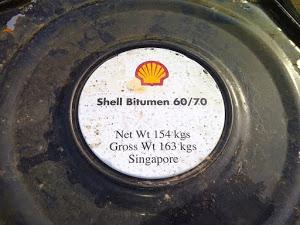 Shell Bitumen 60/70
Net Wt 154 kgs
Gross Wt 163 kgs
Singapore